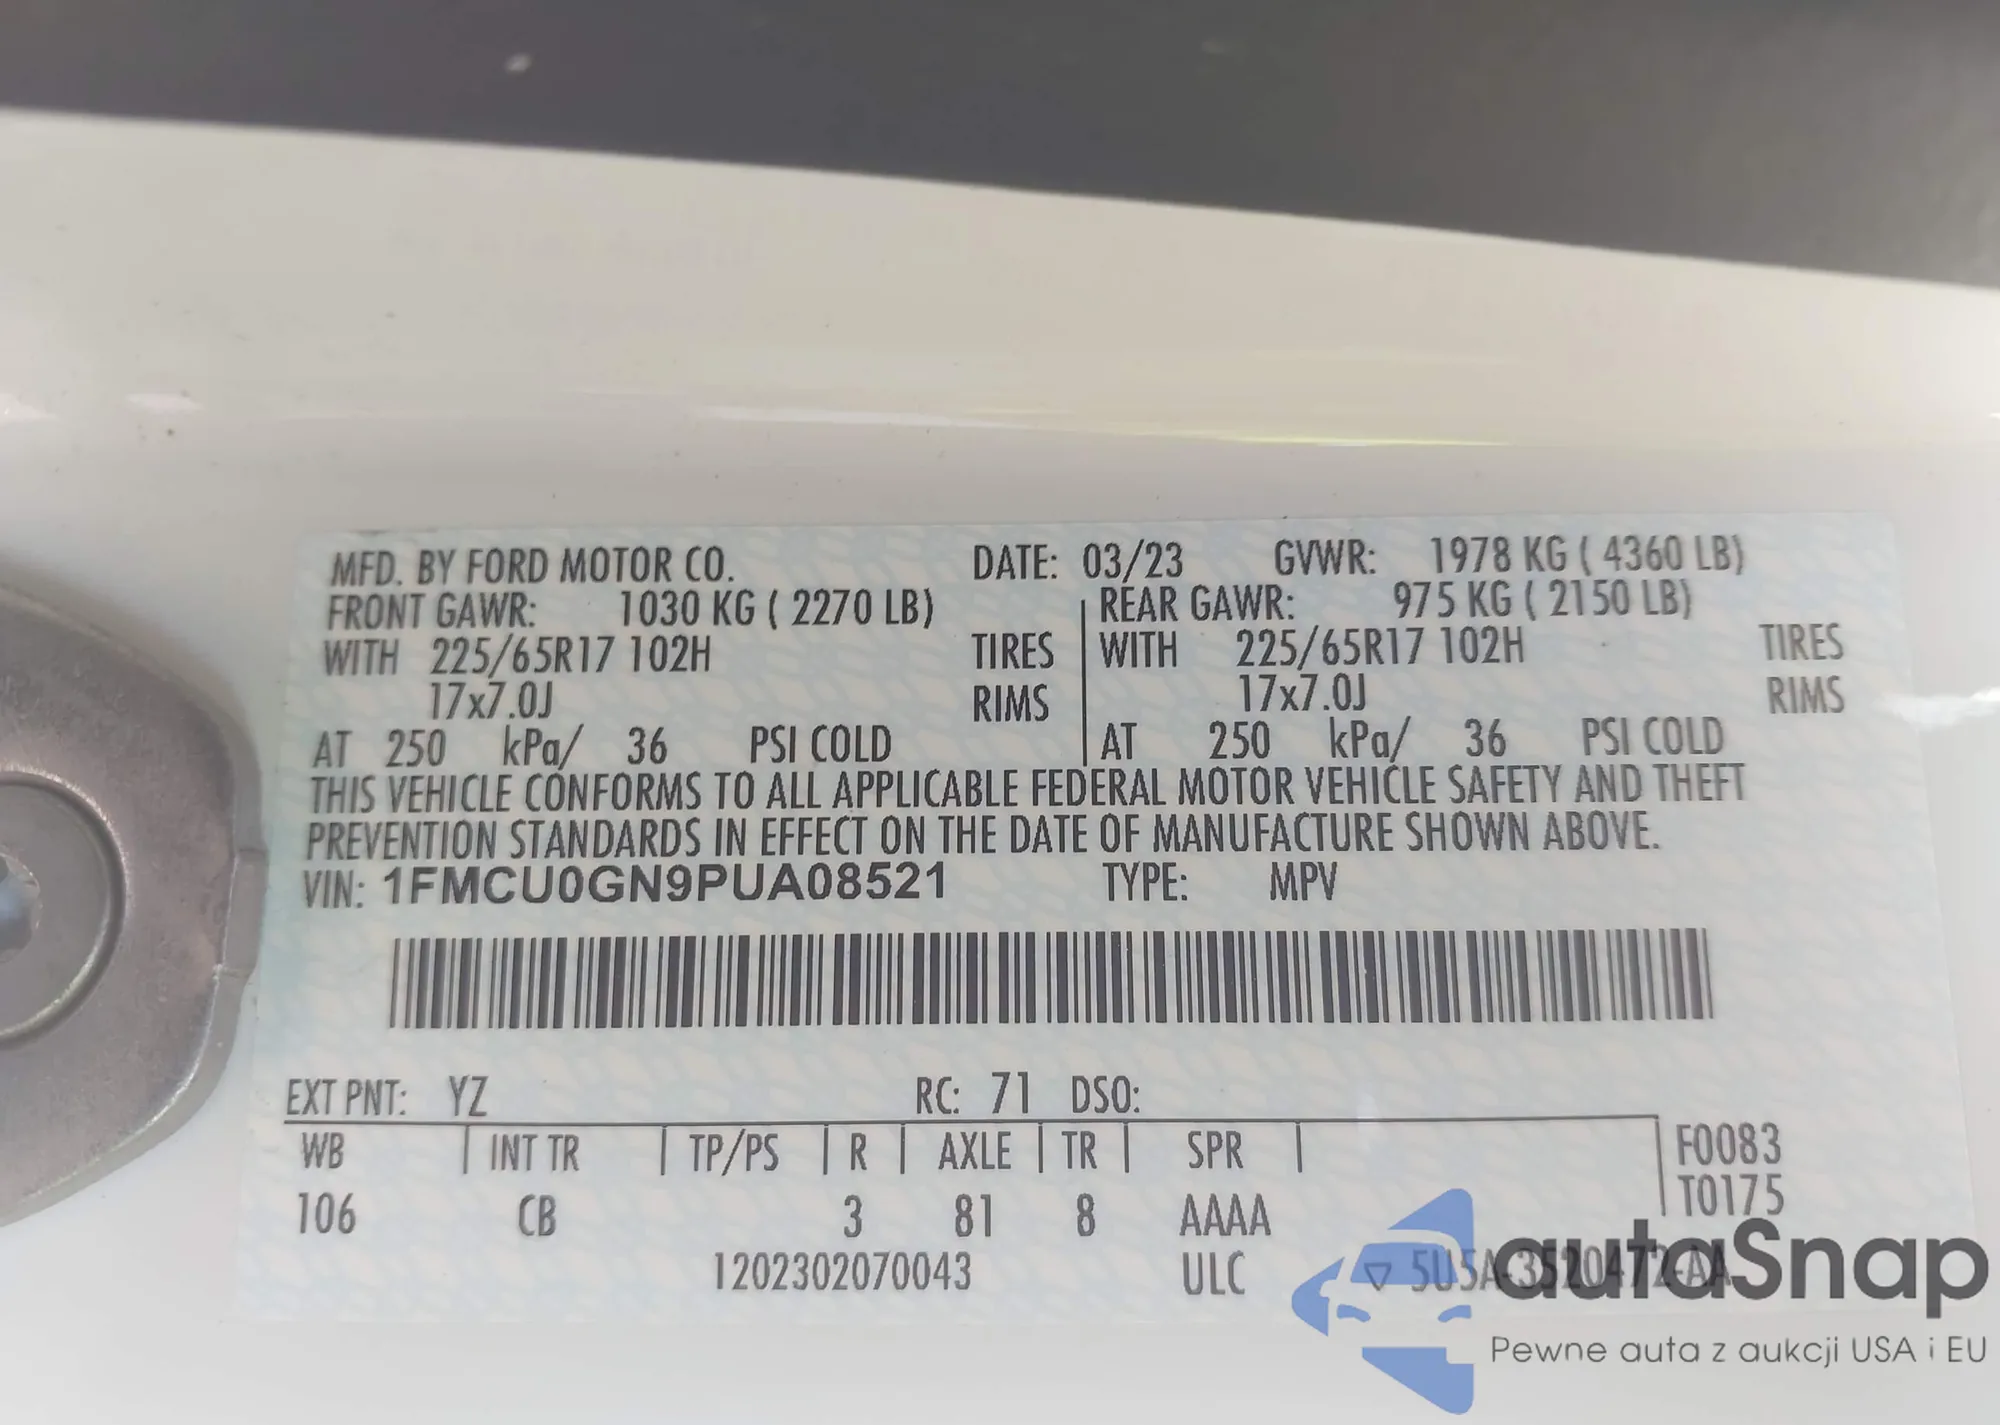 MFD. BY FORD MOTOR CO. DATE: 03/23 GVWR: 1978 KG ( 4360 LB)
FRONT GAWR: 1030 KG ( 2270 LB) REAR GAWR: 975 KG ( 2150 LB)
WITH 225/65R17 102H TIRES WITH 225/65R17 102H TIRES
17x7.0J RIMS 17x7.0J RIMS
AT 250 kPa/ 36 PSI COLD AT 250 kPa/ 36 PSI COLD
THIS VEHICLE CONFORMS TO ALL APPLICABLE FEDERAL MOTOR VEHICLE SAFETY AND THEFT
PREVENTION STANDARDS IN EFFECT ON THE DATE OF MANUFACTURE SHOWN ABOVE.
VIN: 1FMCU0GN9PUA08521 TYPE: MPV
EXT PNT: YZ RC: 71 DSO:
WB INT TR TP/PS R AXLE TR SPR F0083
T0175
106 CB 3 81 8 AAAA
1202302070043 ULC 5U5A-3520472-AA
autaSnap
Pewne auta z aukcji USA i EU